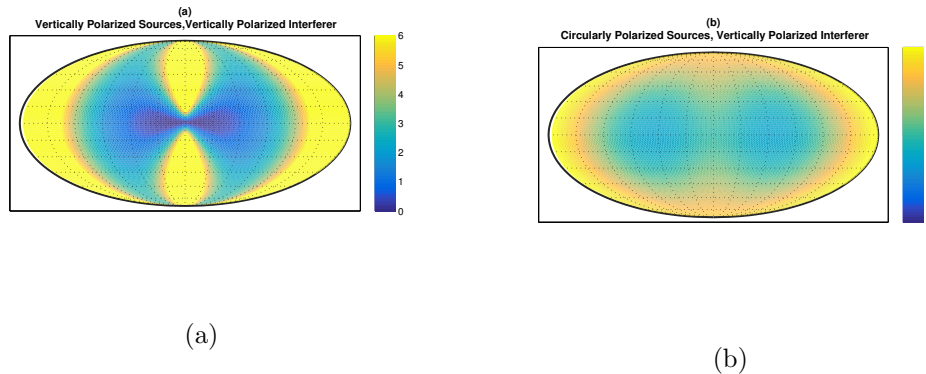 (a)
Vertically Polarized Sources,Vertically Polarized Interferer
6
5
4
3
2
1
0
(a)
(b)
Circularly Polarized Sources, Vertically Polarized Interferer
(b)